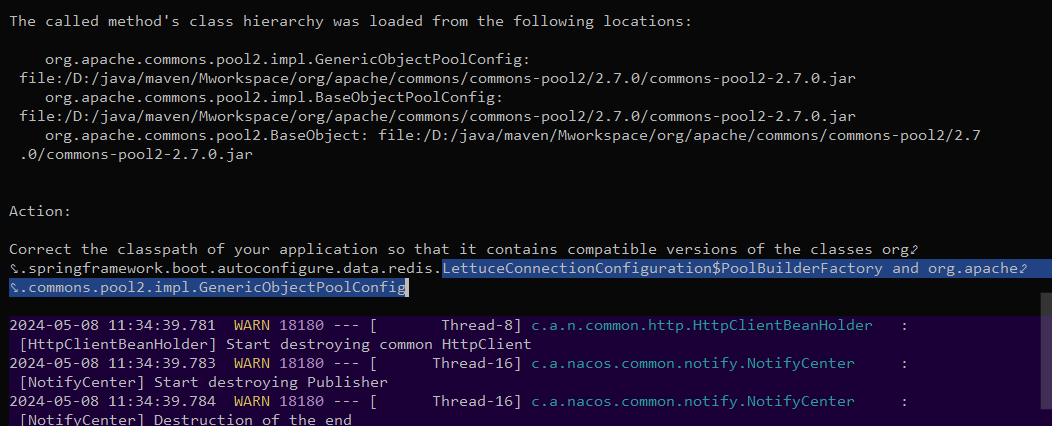 The called method's class hierarchy was loaded from the following locations:
org.apache.commons.pool2.impl.GenericObjectPoolConfig:
file:/D:/java/maven/Mworkspace/org/apache/commons/commons-pool2/2.7.0/commons-pool2-2.7.0.jar
org.apache.commons.pool2.impl.BaseObjectPoolConfig:
file:/D:/java/maven/Mworkspace/org/apache/commons/commons-pool2/2.7.0/commons-pool2-2.7.0.jar
org.apache.commons.pool2.BaseObject: file:/D:/java/maven/Mworkspace/org/apache/commons/commons-pool2/2.7
.0/commons-pool2-2.7.0.jar
Action:
Correct the classpath of your application so that it contains compatible versions of the classes org
.springframework.boot.autoconfigure.data.redis.LettuceConnectionConfiguration$PoolBuilderFactory and org.apache
.commons.pool2.impl.GenericObjectPoolConfig
2024-05-08 11:34:39.781  WARN 18180 --- [       Thread-8] c.a.n.common.http.HttpClientBeanHolder   :
[HttpClientBeanHolder] Start destroying common HttpClient
2024-05-08 11:34:39.783  WARN 18180 --- [      Thread-16] c.a.nacos.common.notify.NotifyCenter     :
[NotifyCenter] Start destroying Publisher
2024-05-08 11:34:39.784  WARN 18180 --- [      Thread-16] c.a.nacos.common.notify.NotifyCenter     :
[NotifyCenter] Destruction of the end